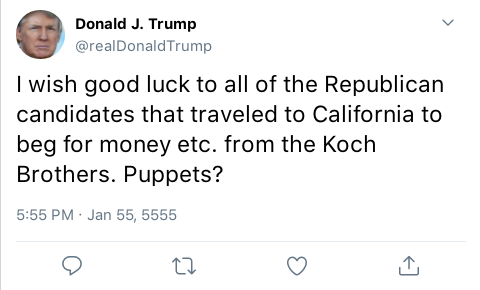 Donald J. Trump
@realDonaldTrump
I wish good luck to all of the Republican
candidates that traveled to California to
beg for money etc. from the Koch
Brothers. Puppets?
5:55 PM · Jan 55, 5555